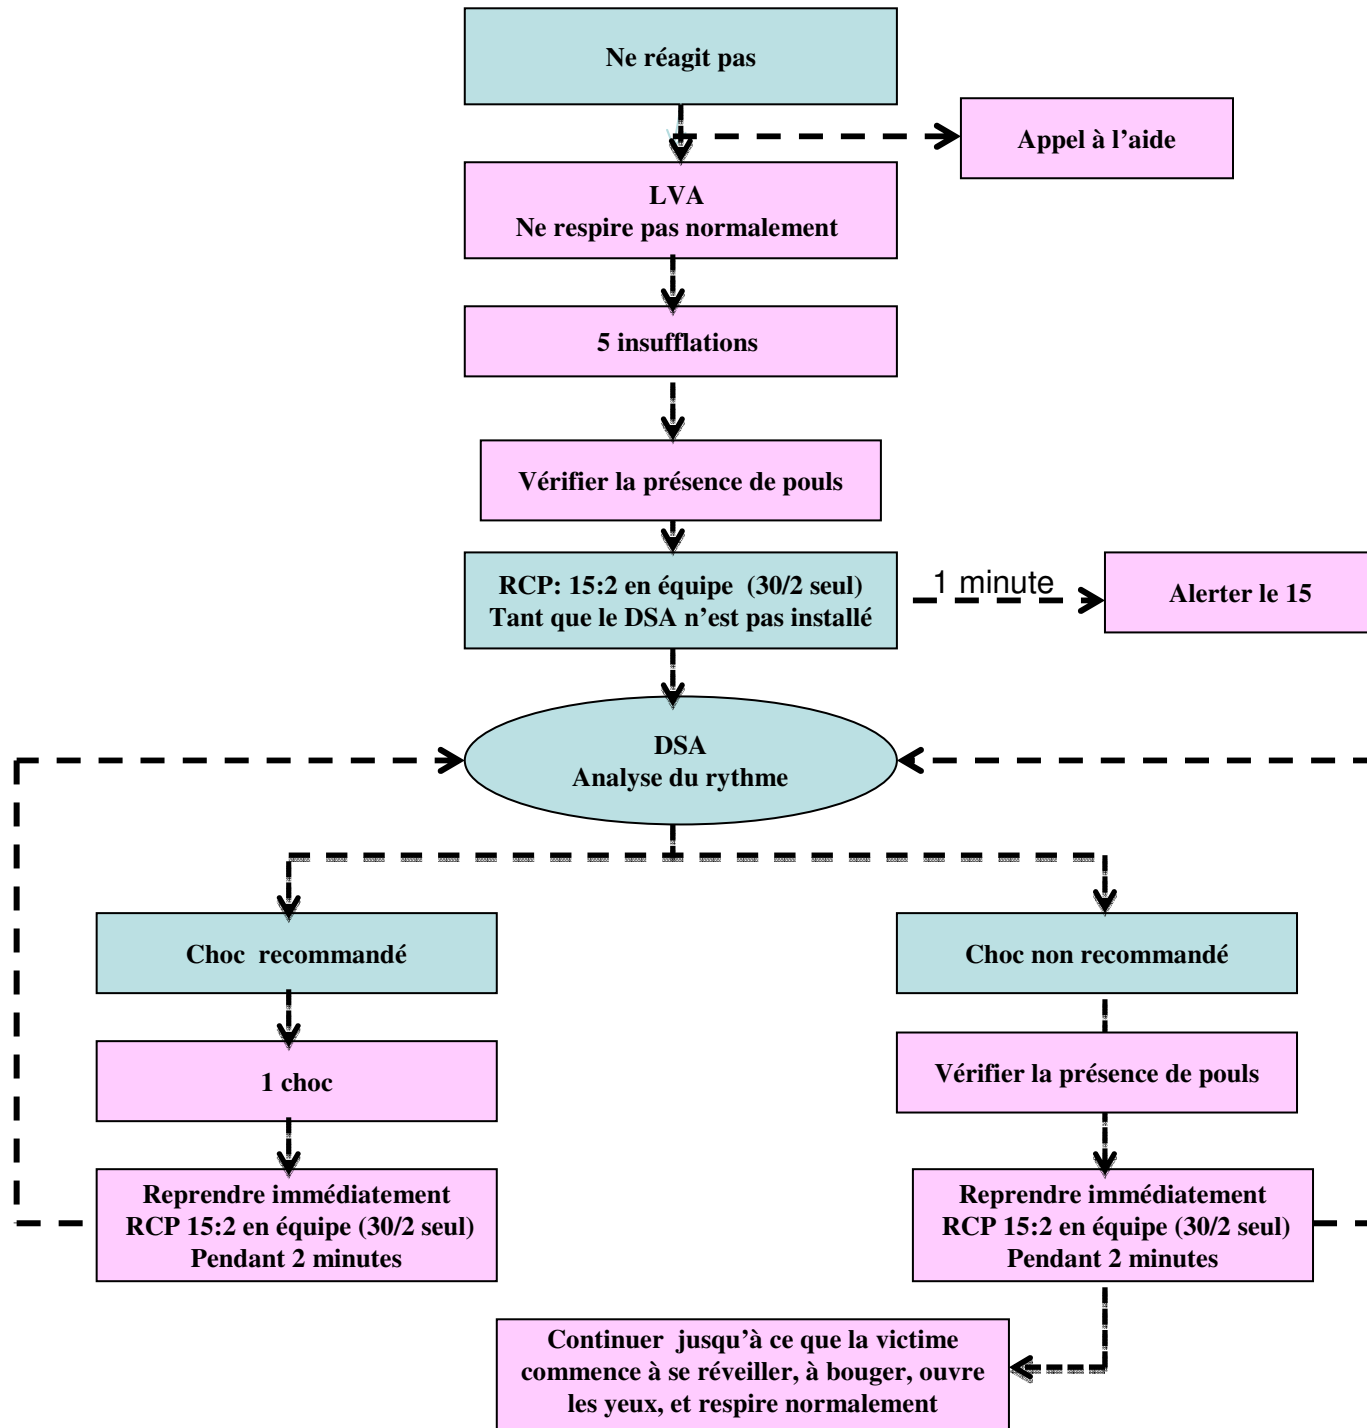 Ne réagit pas
Appel à l’aide
LVA
Ne respire pas normalement
5 insufflations
Vérifier la présence de pouls
RCP: 15:2 en équipe (30/2 seul)
Tant que le DSA n’est pas installé
1 minute
Alerter le 15
DSA
Analyse du rythme
Choc recommandé
Choc non recommandé
1 choc
Vérifier la présence de pouls
Reprendre immédiatement
RCP 15:2 en équipe (30/2 seul)
Pendant 2 minutes
Reprendre immédiatement
RCP 15:2 en équipe (30/2 seul)
Pendant 2 minutes
Continuer jusqu’à ce que la victime
commence à se réveiller, à bouger, ouvre
les yeux, et respire normalement